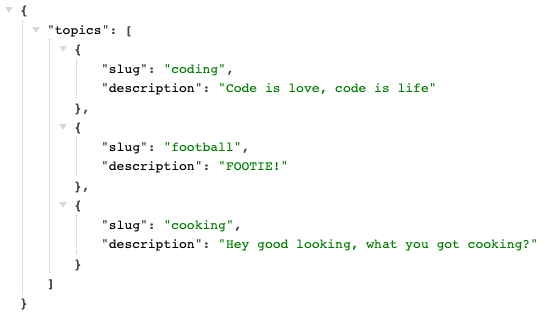 {
"topics": [
{
"slug": "coding",
"description": "Code is love, code is life"
},
{
"slug": "football",
"description": "FOOTIE!"
},
{
"slug": "cooking",
"description": "Hey good looking, what you got cooking?"
}
]
}